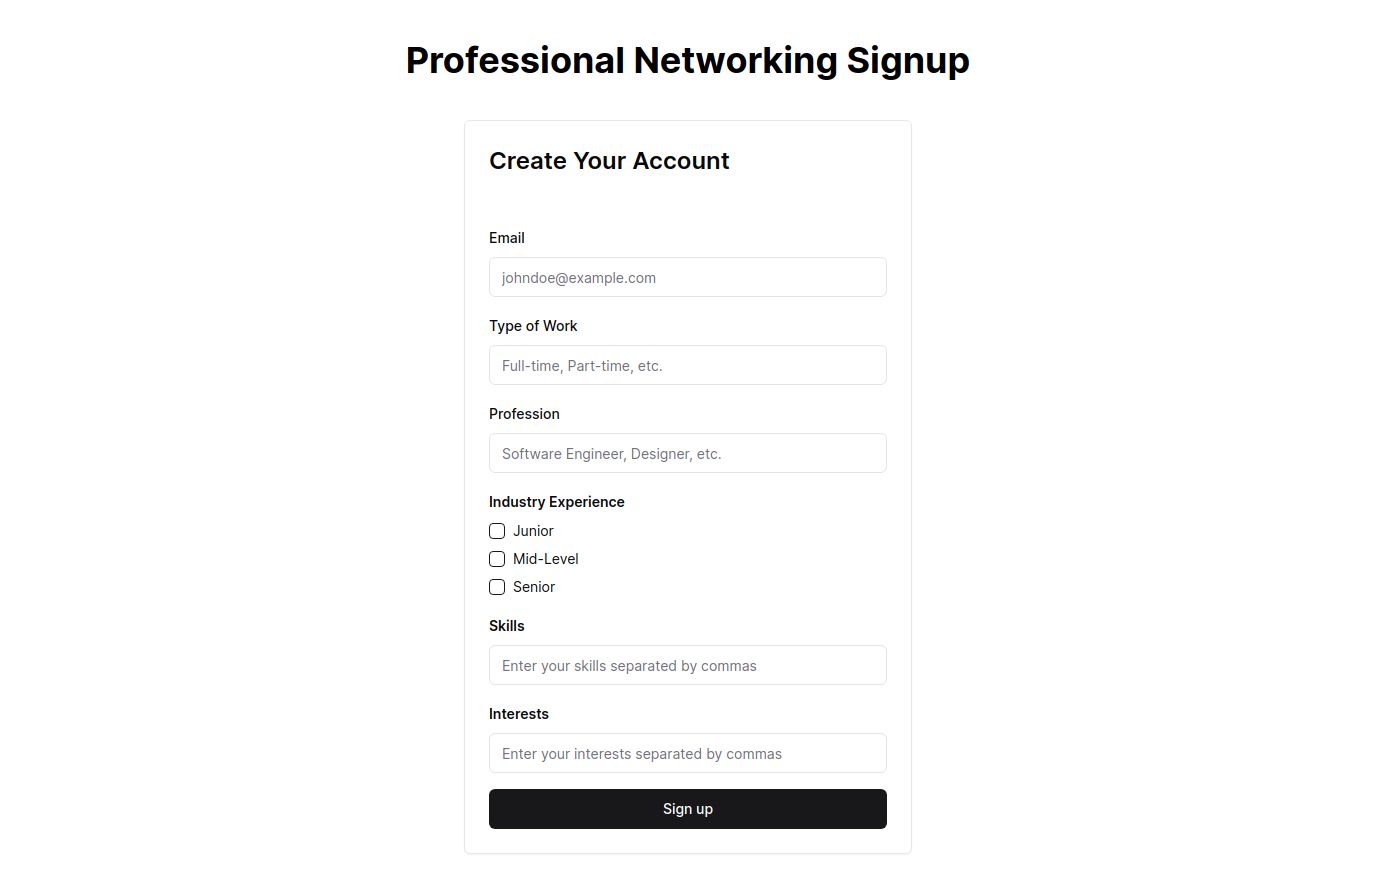 Professional Networking Signup
Create Your Account
Email
johndoe@example.com
Type of Work
Full-time, Part-time, etc.
Profession
Software Engineer, Designer, etc.
Industry Experience
Junior
Mid-Level
Senior
Skills
Enter your skills separated by commas
Interests
Enter your interests separated by commas
Sign up